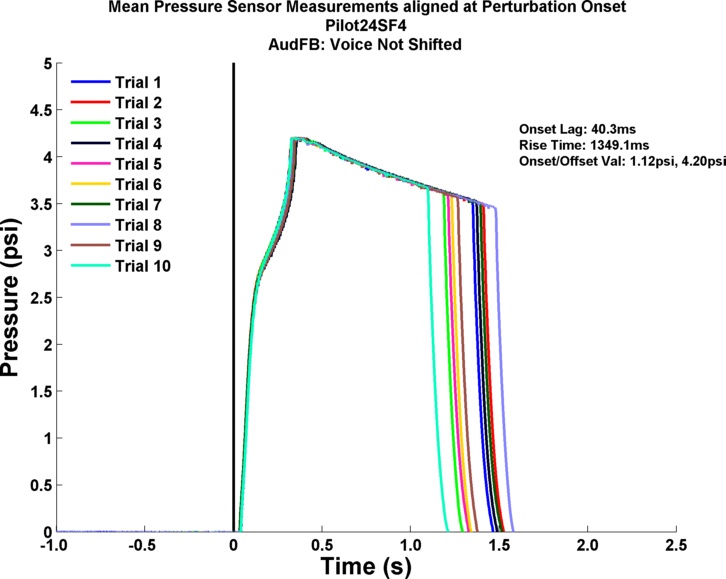 Mean Pressure Sensor Measurements aligned at Perturbation Onset
Pilot24SF4
AudFB: Voice Not Shifted
Pressure (psi)
5
4.5
4
3.5
3
2.5
2
1.5
1
0.5
0
Trial 1
Trial 2
Trial 3
Trial 4
Trial 5
Trial 6
Trial 7
Trial 8
Trial 9
Trial 10
Onset Lag: 40.3ms
Rise Time: 1349.1ms
Onset/Offset Val: 1.12psi, 4.20psi
-1.0 -0.5 0 0.5 1.0 1.5 2.0 2.5
Time (s)